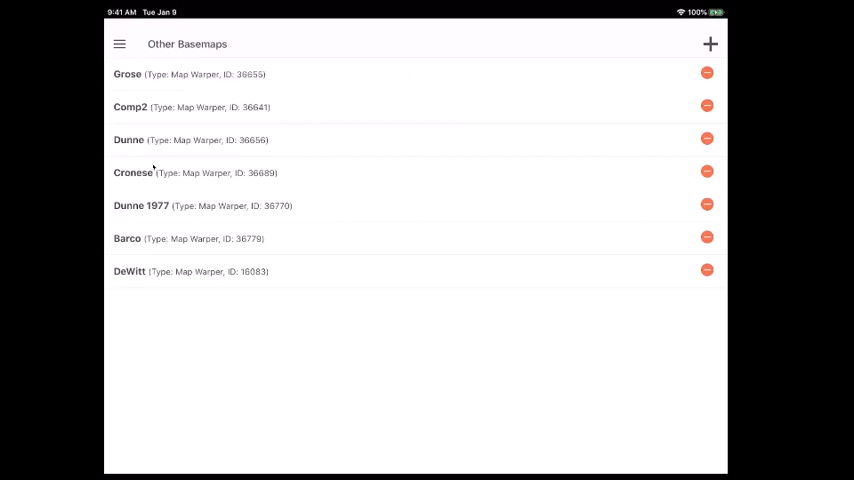 9:41 AM Tue Jan 9
100%
Other Basemaps
Grose (Type: Map Warper, ID: 36655)
Comp2 (Type: Map Warper, ID: 36641)
Dunne (Type: Map Warper, ID: 36656)
Cronese (Type: Map Warper, ID: 36689)
Dunne 1977 (Type: Map Warper, ID: 36770)
Barco (Type: Map Warper, ID: 36779)
DeWitt (Type: Map Warper, ID: 16083)